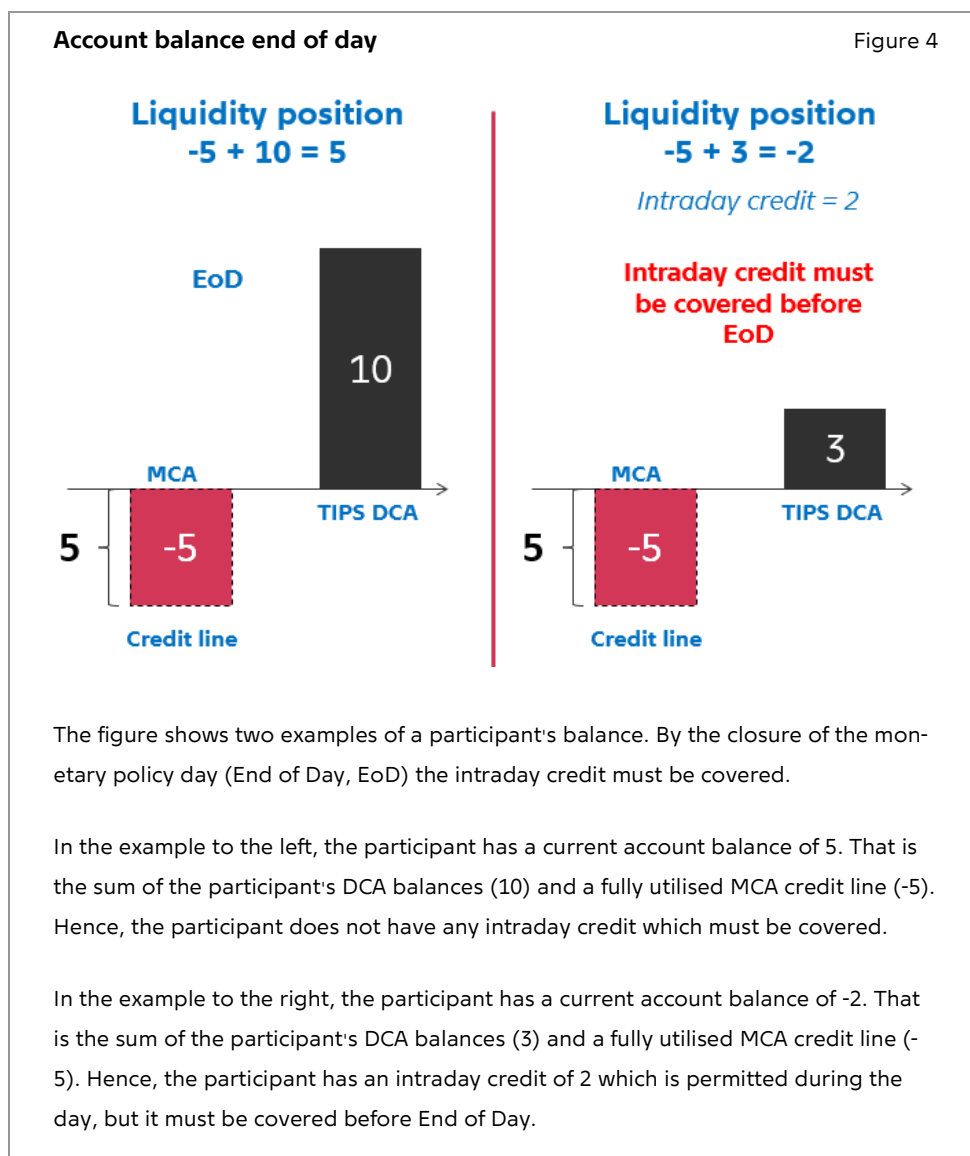 Account balance end of day
Figure 4
Liquidity position
-5 + 10 = 5
EoD
10
MCA
TIPS DCA
5
-5
Credit line
Liquidity position
-5 + 3 = -2
Intraday credit = 2
Intraday credit must
be covered before
EoD
3
MCA
TIPS DCA
5
-5
Credit line
The figure shows two examples of a participant's balance. By the closure of the mon-
etary policy day (End of Day, EoD) the intraday credit must be covered.
In the example to the left, the participant has a current account balance of 5. That is
the sum of the participant's DCA balances (10) and a fully utilised MCA credit line (-5).
Hence, the participant does not have any intraday credit which must be covered.
In the example to the right, the participant has a current account balance of -2. That
is the sum of the participant's DCA balances (3) and a fully utilised MCA credit line (-
5). Hence, the participant has an intraday credit of 2 which is permitted during the
day, but it must be covered before End of Day.